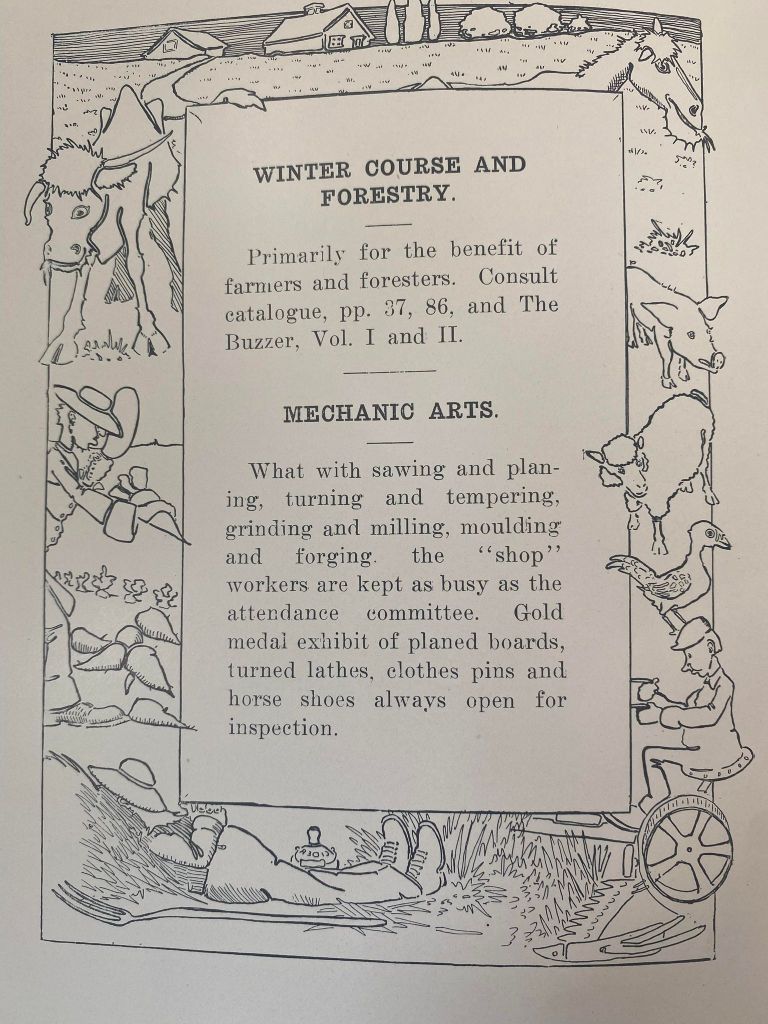 WINTER COURSE AND
FORESTRY.
Primarily for the benefit of
farmers and foresters. Consult
catalogue, pp. 37, 86, and The
Buzzer, Vol. I and II.
MECHANIC ARTS.
What with sawing and plan-
ing, turning and tempering,
grinding and milling, moulding
and forging. the “shop”
workers are kept as busy as the
attendance committee. Gold
medal exhibit of planed boards,
turned lathes, clothes pins and
horse shoes always open for
inspection.